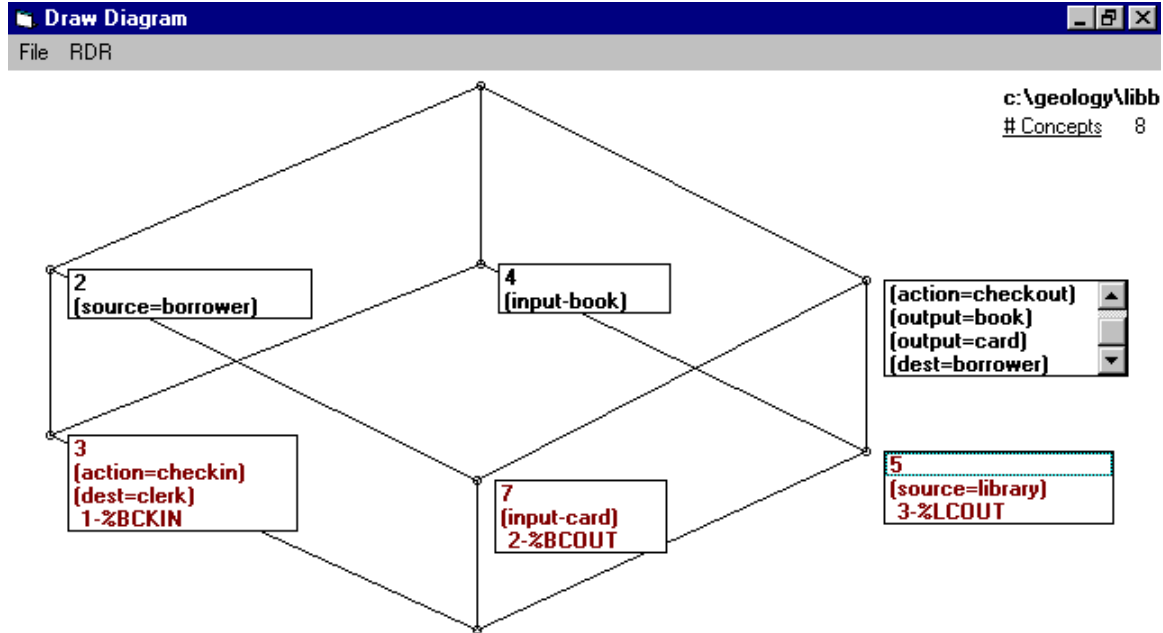 Draw Diagram
File RDR
c:\geology\libb
# Concepts 8
2
(source=borrower)
4
(input-book)
(action=checkout)
(output=book)
(output=card)
(dest=borrower)
3
(action=checkin)
(dest=clerk)
1-%BCKIN
7
(input-card)
2-%BCOUT
5
(source=library)
3-%LCOUT